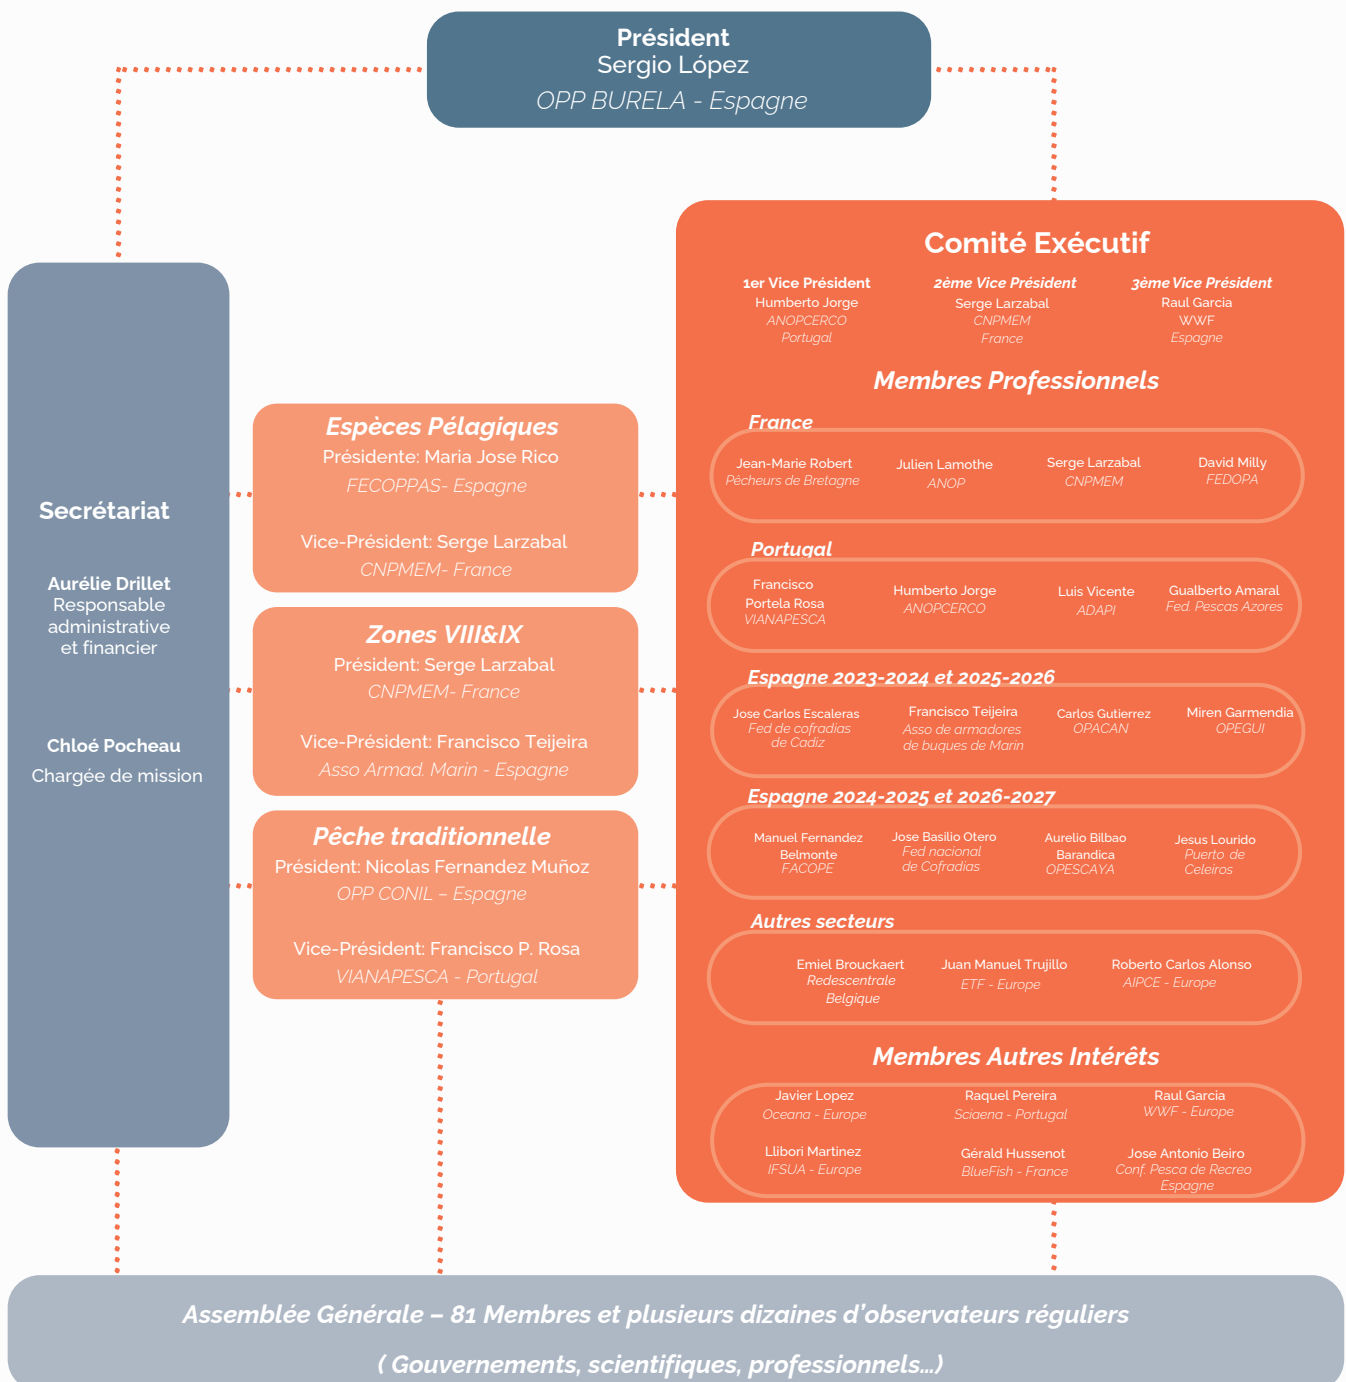 Président
Sergio López
OPP BURELA - Espagne
Secrétariat
Aurélie Drillet
Responsable
administrative
et financier
Chloé Pocheau
Chargée de mission
Espèces Pélagiques
Présidente: Maria Jose Rico
FECOPPAS- Espagne
Vice-Président: Serge Larzabal
CNPMEM- France
Zones VIII&IX
Président: Serge Larzabal
CNPMEM- France
Vice-Président: Francisco Teijeira
Asso Armad. Marin - Espagne
Pêche traditionnelle
Président: Nicolas Fernandez Muñoz
OPP CONIL – Espagne
Vice-Président: Francisco P. Rosa
VIANAPESCA - Portugal
Comité Exécutif
1er Vice Président
Humberto Jorge
ANOPCERCO
Portugal
2ème Vice Président
Serge Larzabal
CNPMEM
France
3ème Vice Président
Raul Garcia
WWF
Espagne
Membres Professionnels
France
Jean-Marie Robert
Pêcheurs de Bretagne
Julien Lamothe
ANOP
Serge Larzabal
CNPMEM
David Milly
FEDOPA
Portugal
Francisco
Portela Rosa
VIANAPESCA
Humberto Jorge
ANOPCERCO
Luis Vicente
ADAPI
Gualberto Amaral
Fed. Pescas Azores
Espagne 2023-2024 et 2025-2026
Jose Carlos Escaleras
Fed de cofradias
de Cadiz
Francisco Teijeira
Asso de armadores
de buques de Marin
Carlos Gutierrez
OPACAN
Miren Garmendia
OPEGUI
Espagne 2024-2025 et 2026-2027
Manuel Fernandez
Belmonte
FACOPE
Jose Basilio Otero
Fed nacional
de Cofradias
Aurelio Bilbao
Barandica
OPESCAYA
Jesus Lourido
Puerto de
Celeiros
Autres secteurs
Emiel Brouckaert
Redescentrale
Belgique
Juan Manuel Trujillo
ETF - Europe
Roberto Carlos Alonso
AIPCE - Europe
Membres Autres Intérêts
Javier Lopez
Oceana - Europe
Raquel Pereira
Sciaena - Portugal
Raul Garcia
WWF - Europe
Llibori Martinez
IFSUA - Europe
Gérald Hussenot
BlueFish - France
Jose Antonio Beiro
Conf. Pesca de Recreo
Espagne
Assemblée Générale – 81 Membres et plusieurs dizaines d'observateurs réguliers
( Gouvernements, scientifiques, professionnels...)